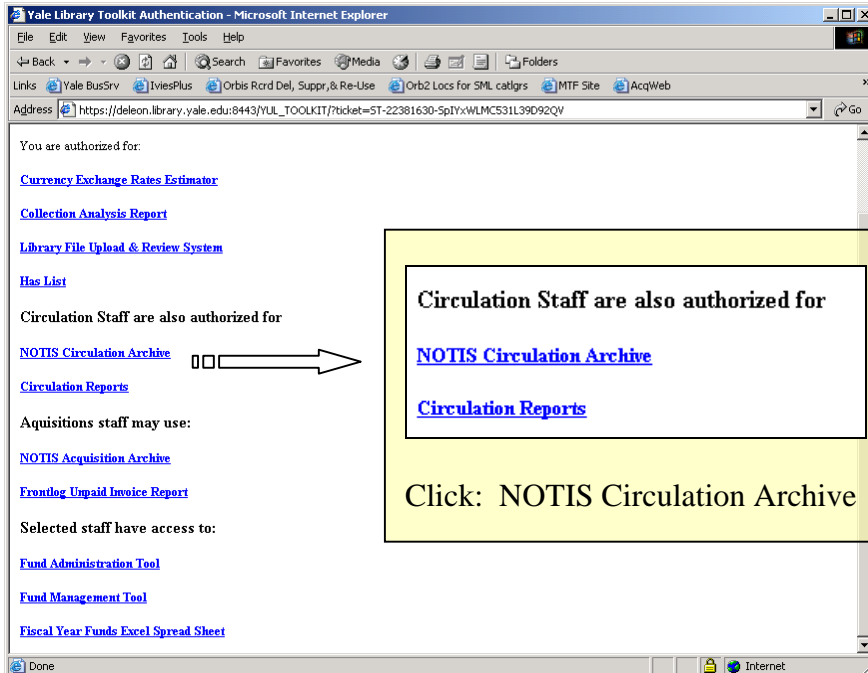 Yale Library Toolkit Authentication - Microsoft Internet Explorer
File Edit View Favorites Tools Help
Back Search Favorites Media Folders
Links Yale BusSrv IviesPlus Orbis Rcrd Del, Suppr,& Re-Use Orb2 Locs for SML catlgrs MTF Site AcqWeb »
Address https://deleon.library.yale.edu:8443/YUL_TOOLKIT/?ticket=ST-22381630-SpIYxWLMC531L39D92QV Go
You are authorized for:
Currency Exchange Rates Estimator
Collection Analysis Report
Library File Upload & Review System
Has List
Circulation Staff are also authorized for
NOTIS Circulation Archive
Circulation Reports
Aquisitions staff may use:
NOTIS Acquisition Archive
Frontlog Unpaid Invoice Report
Selected staff have access to:
Fund Administration Tool
Fund Management Tool
Fiscal Year Funds Excel Spread Sheet
Circulation Staff are also authorized for
NOTIS Circulation Archive
Circulation Reports
Click: NOTIS Circulation Archive
Done Internet